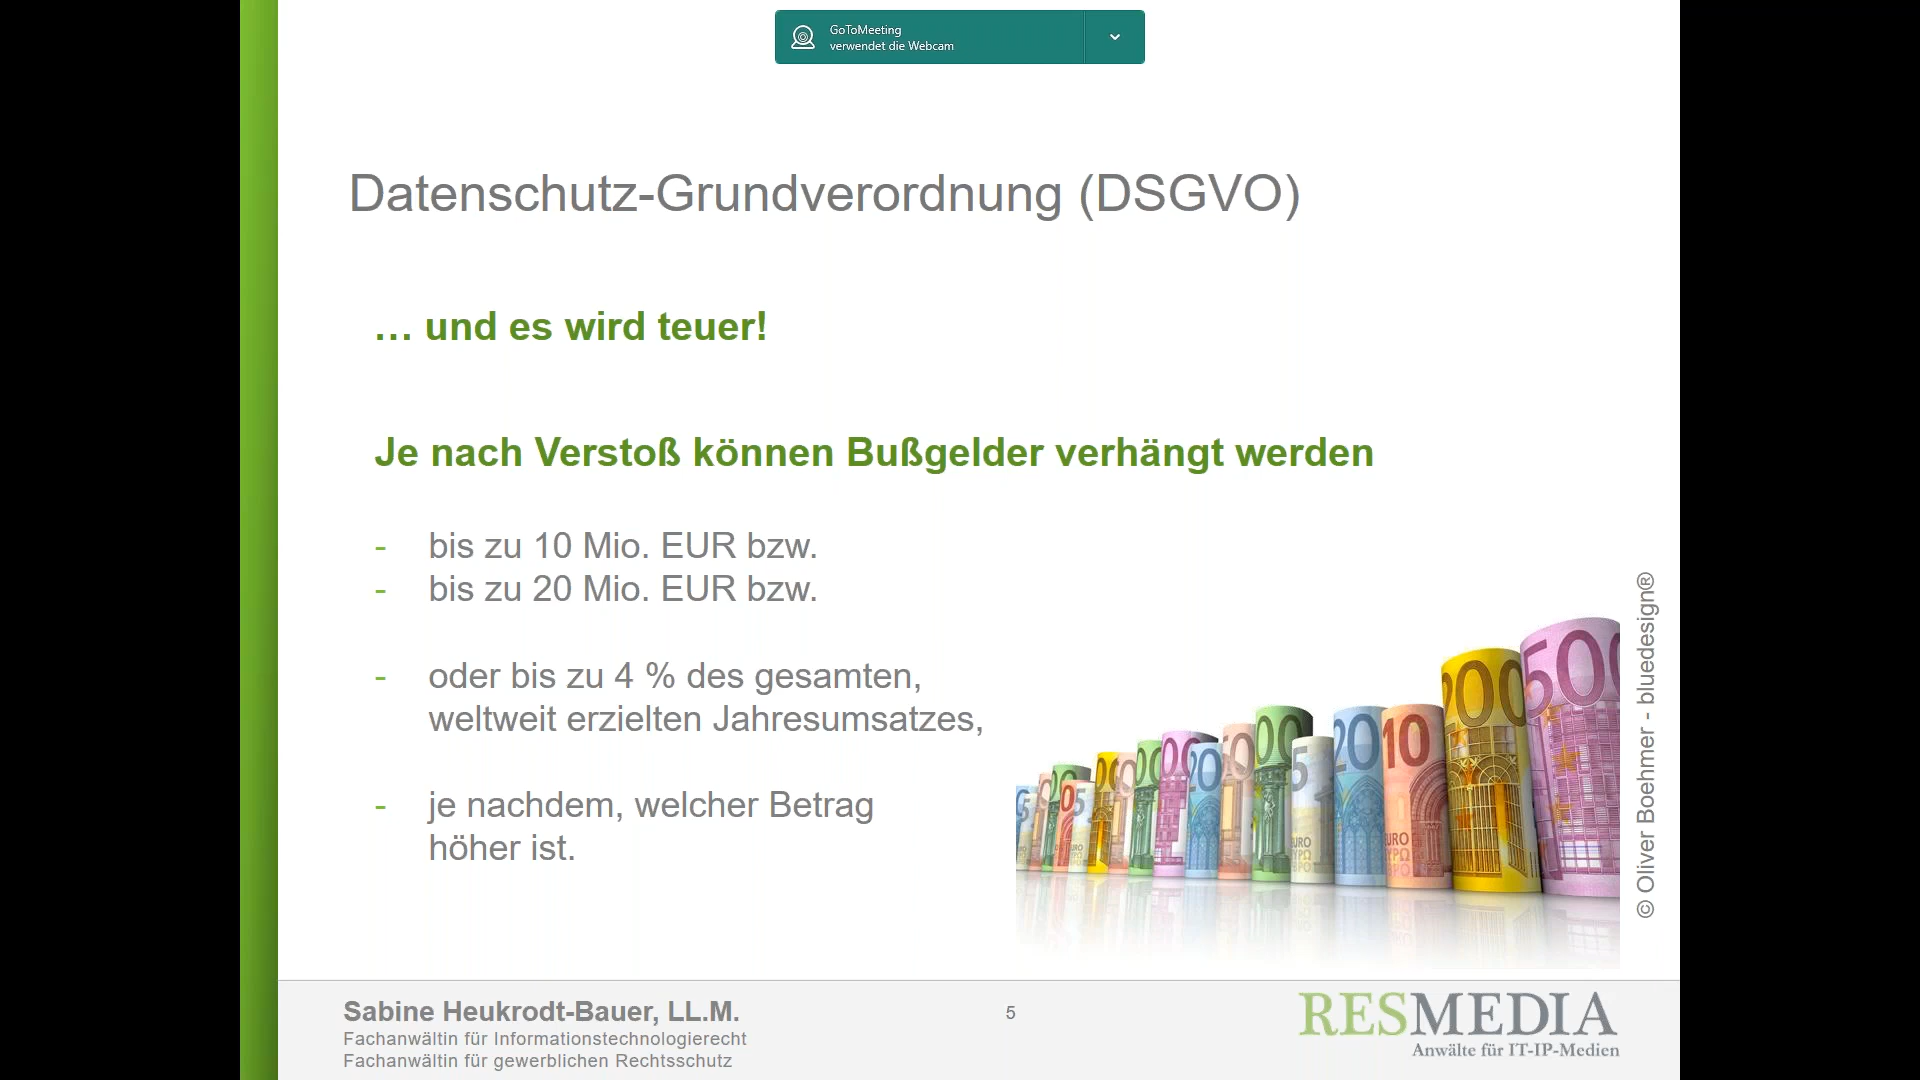 GoToMeeting
verwendet die Webcam
Datenschutz-Grundverordnung (DSGVO)
… und es wird teuer!
Je nach Verstoß können Bußgelder verhängt werden
- bis zu 10 Mio. EUR bzw.
- bis zu 20 Mio. EUR bzw.
- oder bis zu 4 % des gesamten,
weltweit erzielten Jahresumsatzes,
- je nachdem, welcher Betrag
höher ist.
© Oliver Boehmer - bluedesign®
Sabine Heukrodt-Bauer, LL.M.
Fachanwältin für Informationstechnologierecht
Fachanwältin für gewerblichen Rechtsschutz
5
RESMEDIA
Anwälte für IT-IP-Medien